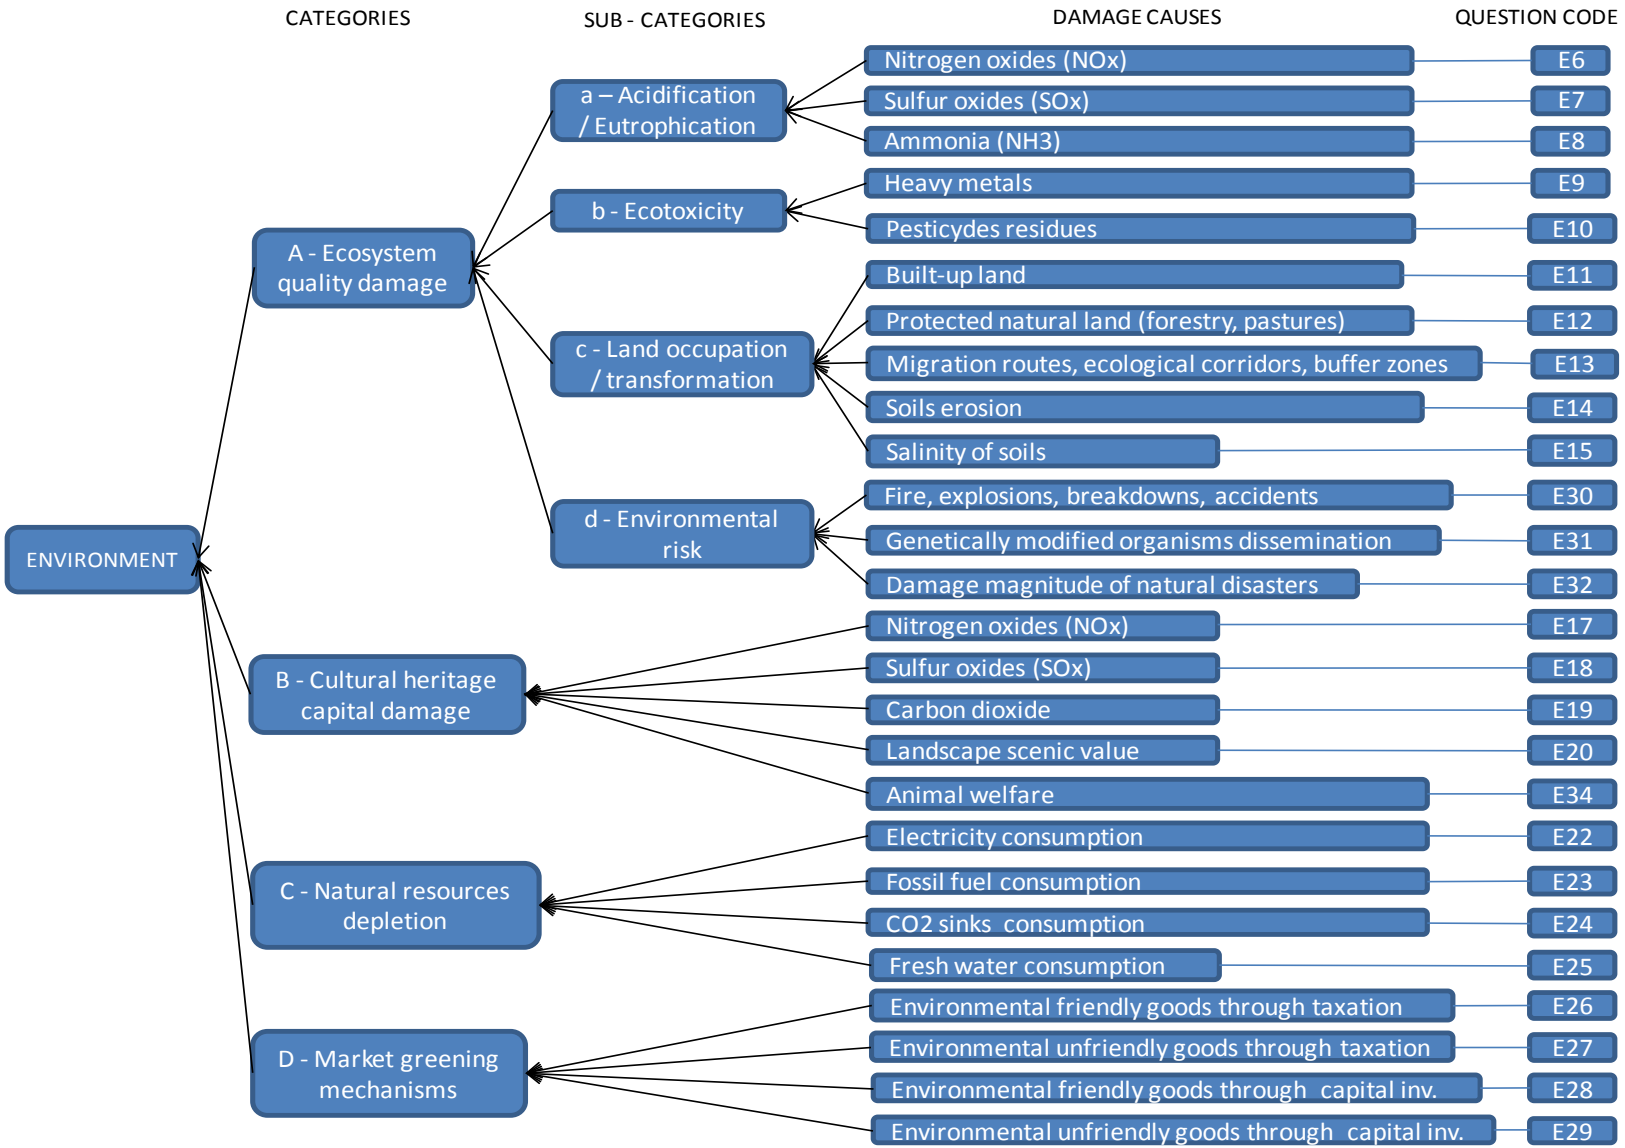 CATEGORIES
SUB - CATEGORIES
DAMAGE CAUSES
QUESTION CODE
Nitrogen oxides (NOx)
E6
a – Acidification
/ Eutrophication
Sulfur oxides (SOx)
E7
Ammonia (NH3)
E8
Heavy metals
E9
b - Ecotoxicity
Pesticydes residues
E10
A - Ecosystem
quality damage
Built-up land
E11
Protected natural land (forestry, pastures)
E12
c - Land occupation
/ transformation
Migration routes, ecological corridors, buffer zones
E13
Soils erosion
E14
Salinity of soils
E15
Fire, explosions, breakdowns, accidents
E30
d - Environmental
risk
Genetically modified organisms dissemination
E31
ENVIRONMENT
Damage magnitude of natural disasters
E32
Nitrogen oxides (NOx)
E17
Sulfur oxides (SOx)
E18
B - Cultural heritage
capital damage
Carbon dioxide
E19
Landscape scenic value
E20
Animal welfare
E34
Electricity consumption
E22
C - Natural resources
depletion
Fossil fuel consumption
E23
CO2 sinks consumption
E24
Fresh water consumption
E25
Environmental friendly goods through taxation
E26
D - Market greening
mechanisms
Environmental unfriendly goods through taxation
E27
Environmental friendly goods through capital inv.
E28
Environmental unfriendly goods through capital inv.
E29